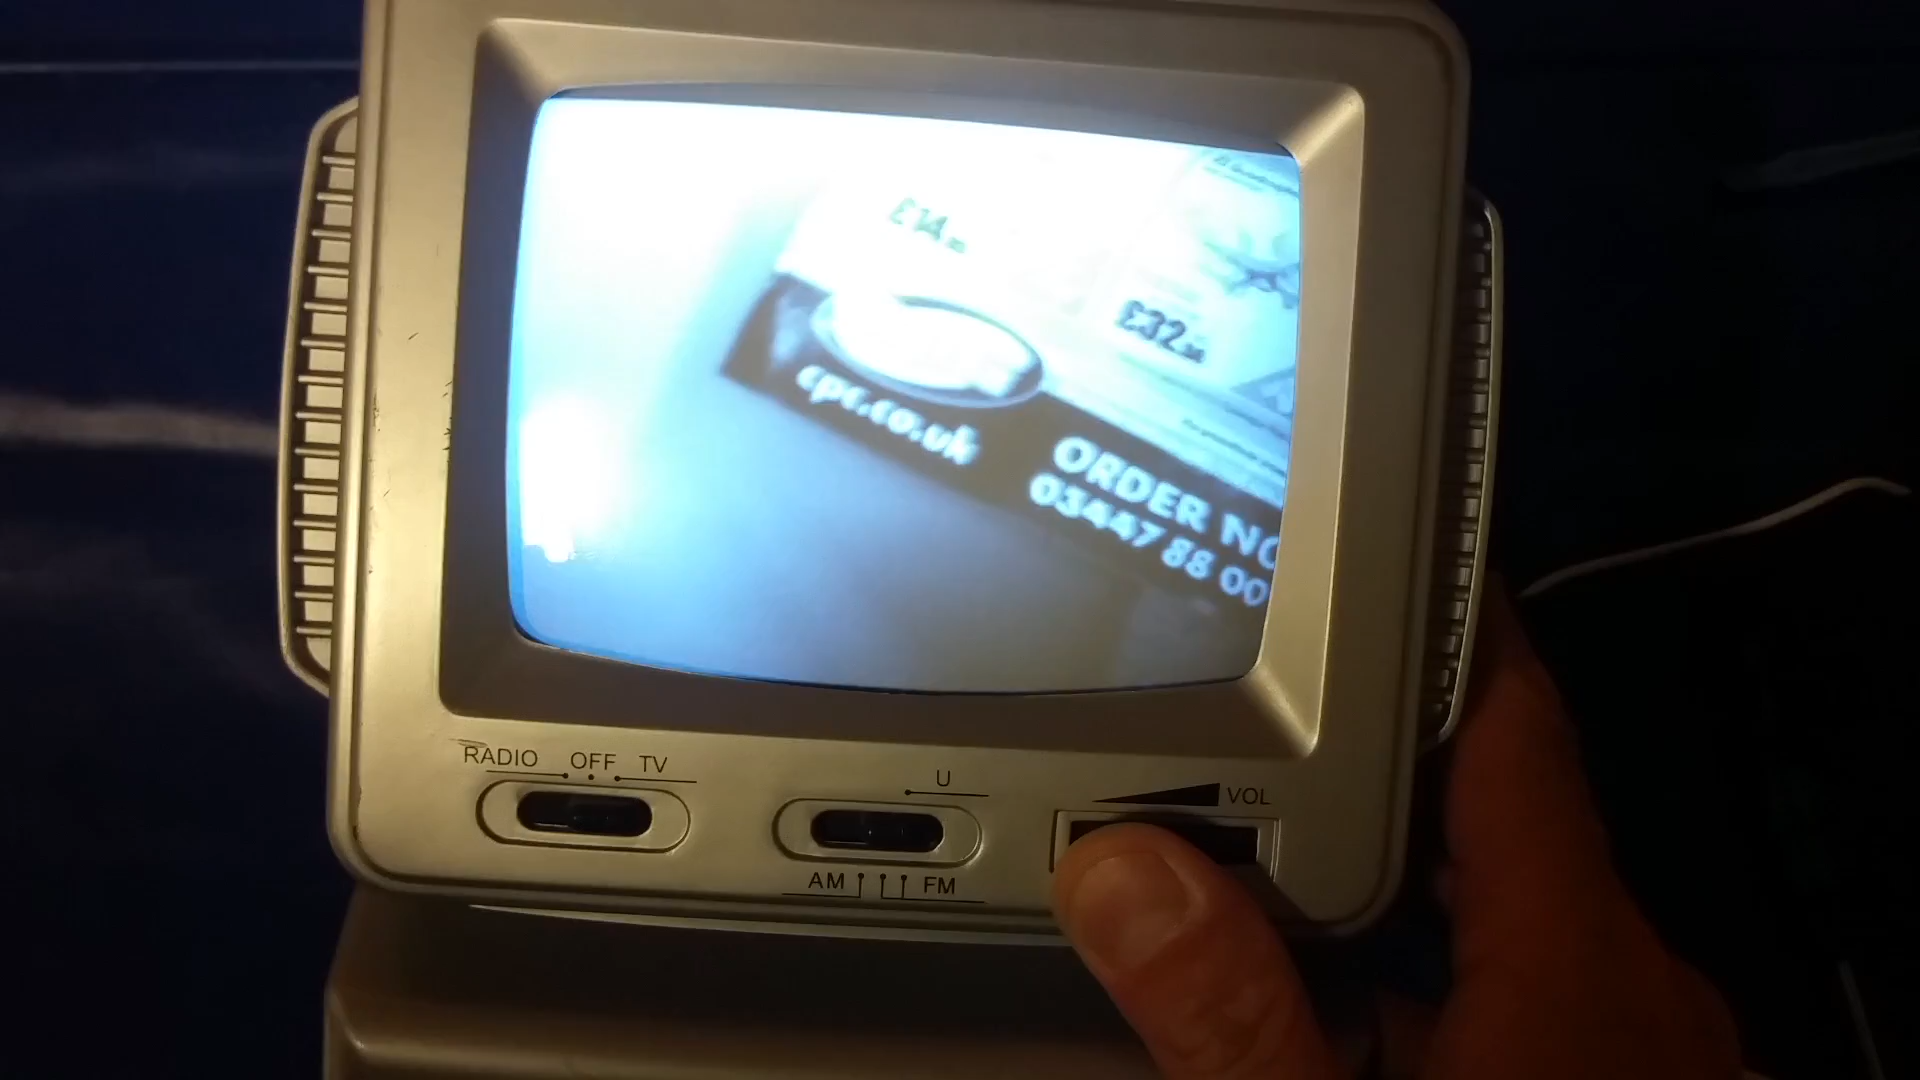 £14
£32
cpc.co.uk
ORDER NO
03447 88 00
RADIO OFF TV
U
VOL
AM FM